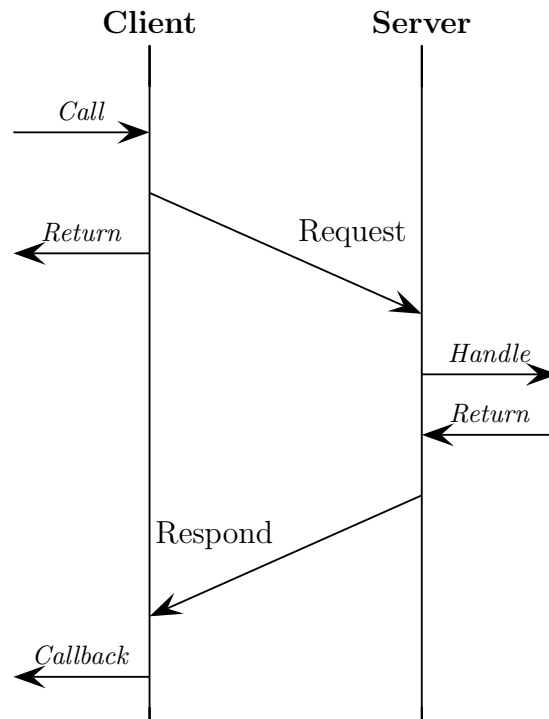 Client
Server
Call
Request
Return
Handle
Return
Respond
Callback